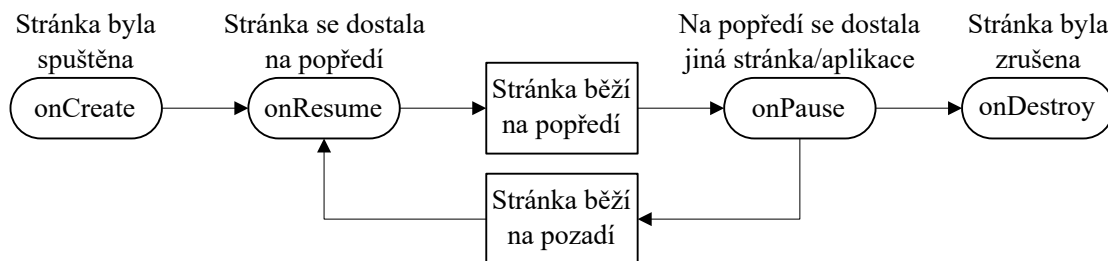 Stránka byla
spuštěna
onCreate
Stránka se dostala
na popředí
onResume
Stránka běží
na popředí
Na popředí se dostala
jiná stránka/aplikace
onPause
Stránka byla
zrušena
onDestroy
Stránka běží
na pozadí